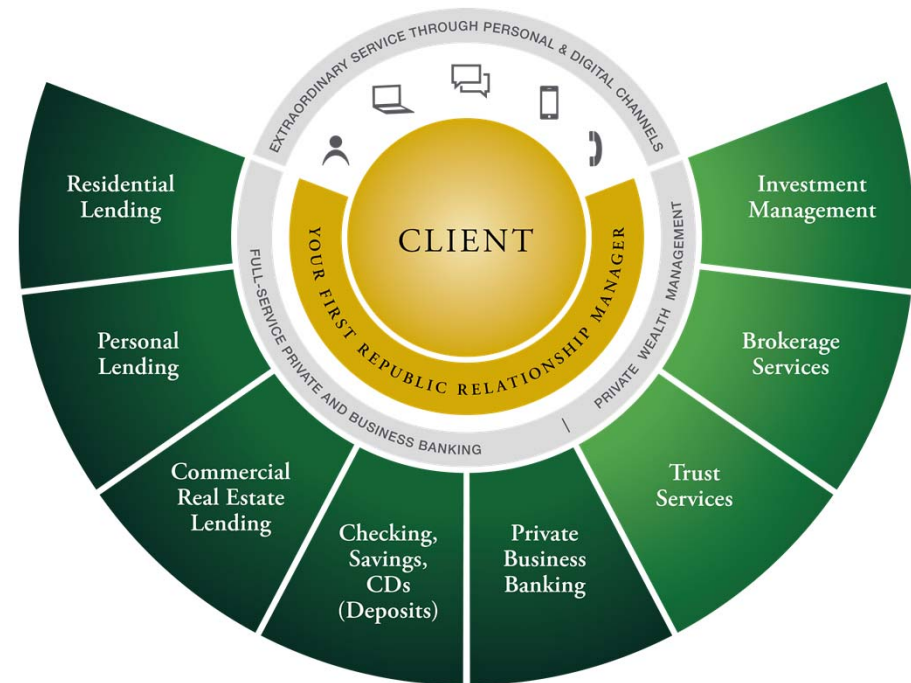 EXTRAORDINARY SERVICE THROUGH PERSONAL & DIGITAL CHANNELS
CLIENT
YOUR FIRST REPUBLIC RELATIONSHIP MANAGER
FULL-SERVICE PRIVATE AND BUSINESS BANKING
|
PRIVATE WEALTH MANAGEMENT
Residential
Lending
Personal
Lending
Commercial
Real Estate
Lending
Checking,
Savings,
CDs
(Deposits)
Private
Business
Banking
Trust
Services
Brokerage
Services
Investment
Management